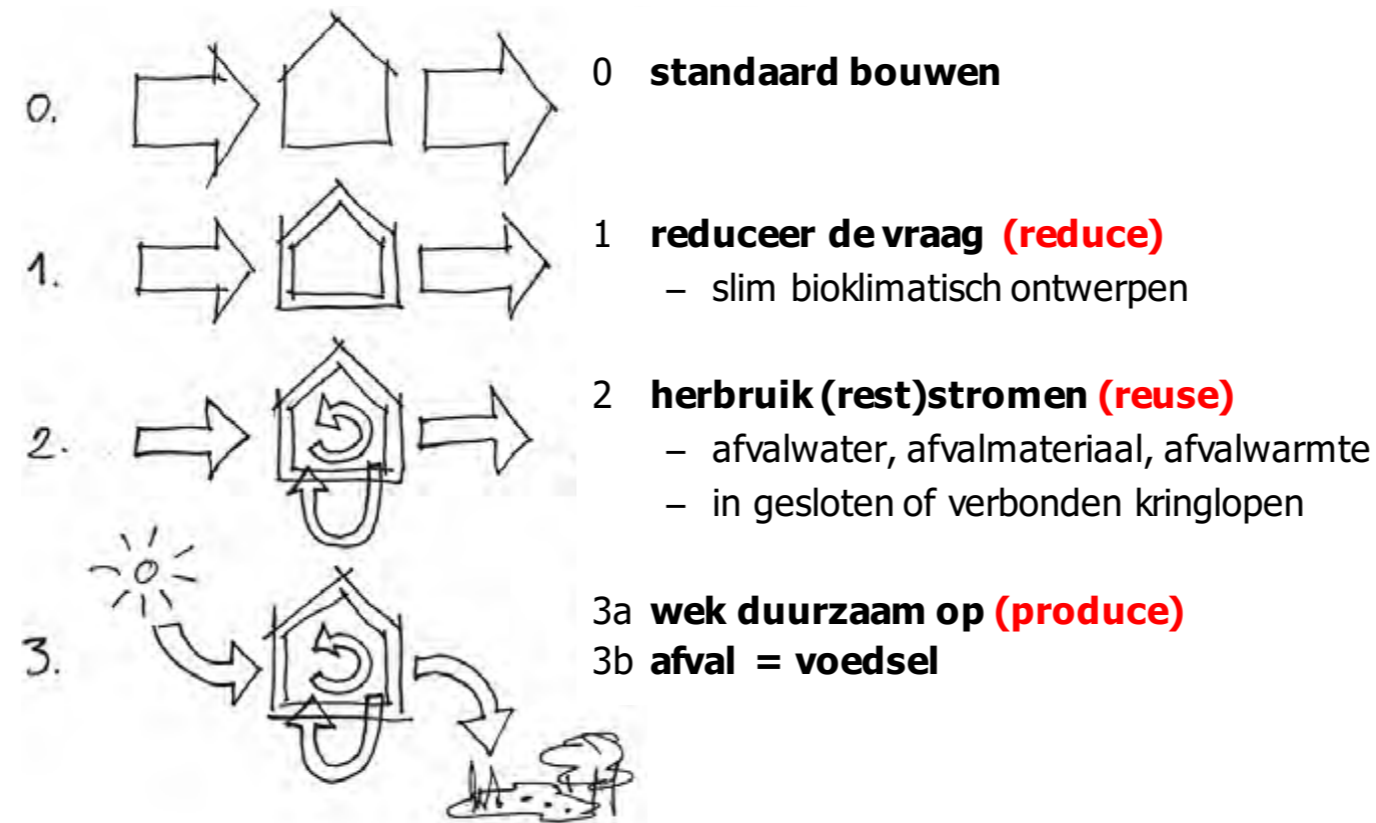 0. 0 standaard bouwen
1. 1 reduceer de vraag (reduce)
– slim bioklimatisch ontwerpen
2. 2 herbruik (rest)stromen (reuse)
– afvalwater, afvalmateriaal, afvalwarmte
– in gesloten of verbonden kringlopen
3a wek duurzaam op (produce)
3. 3b afval = voedsel